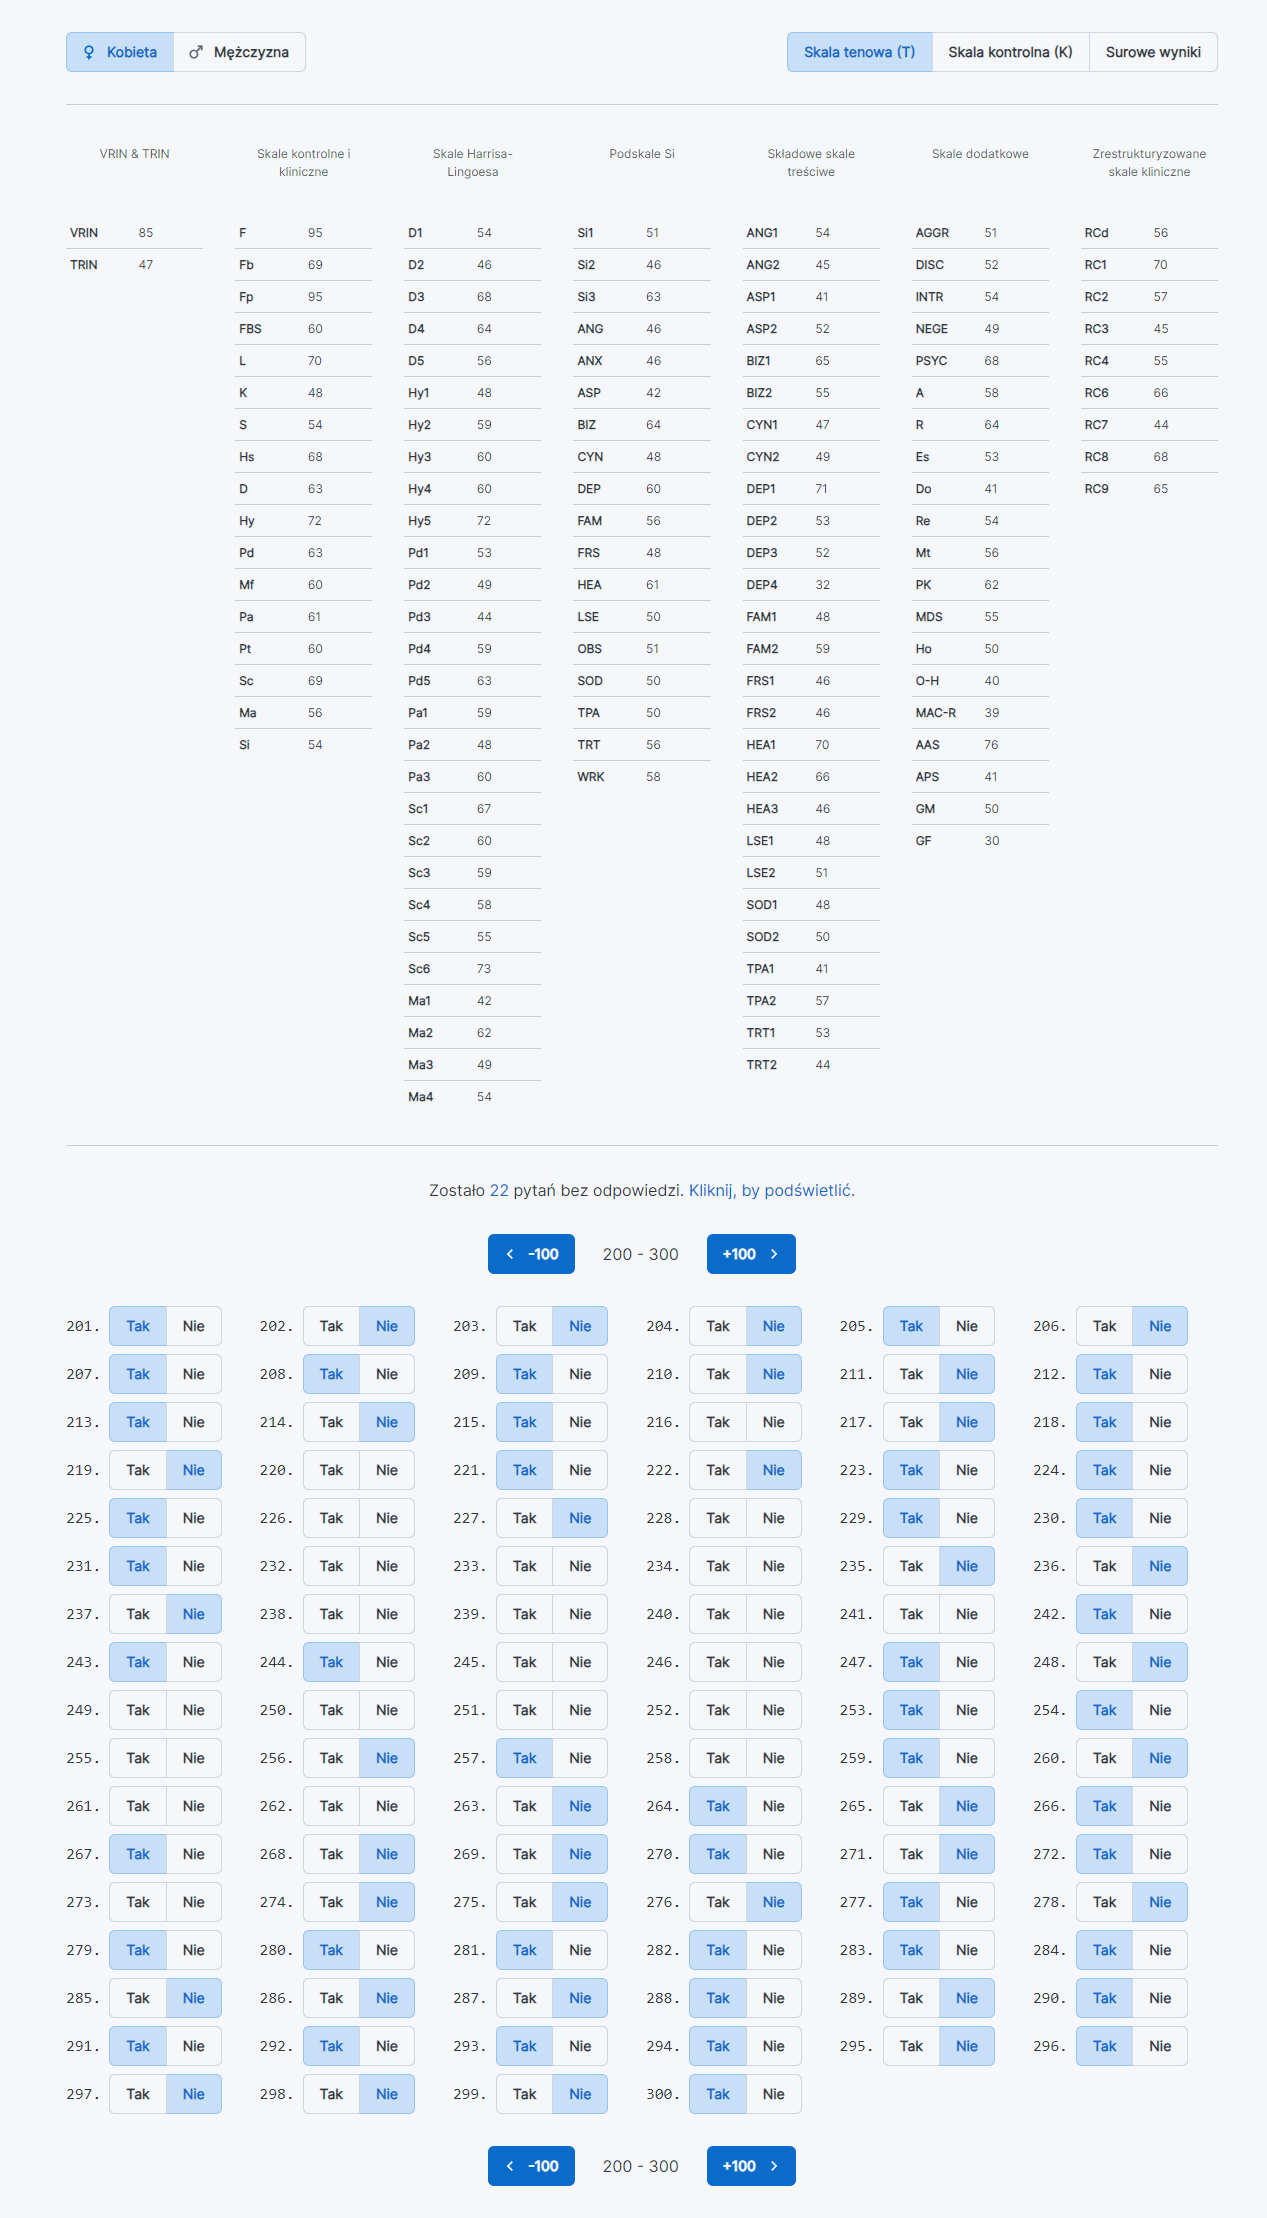 Kobieta Mężczyzna Skala tenowa (T) Skala kontrolna (K) Surowe wyniki
VRIN & TRIN
VRIN 85
TRIN 47
Skale kontrolne i
kliniczne
F 95
Fb 69
Fp 95
FBS 60
L 70
K 48
S 54
Hs 68
D 63
Hy 72
Pd 63
Mf 60
Pa 61
Pt 60
Sc 69
Ma 56
Si 54
Skale Harrisa-
Lingoesa
D1 54
D2 46
D3 68
D4 64
D5 56
Hy1 48
Hy2 59
Hy3 60
Hy4 60
Hy5 72
Pd1 53
Pd2 49
Pd3 44
Pd4 59
Pd5 63
Pa1 59
Pa2 48
Pa3 60
Sc1 67
Sc2 60
Sc3 59
Sc4 58
Sc5 55
Sc6 73
Ma1 42
Ma2 62
Ma3 49
Ma4 54
Podskale Si
Si1 51
Si2 46
Si3 63
ANG 46
ANX 46
ASP 42
BIZ 64
CYN 48
DEP 60
FAM 56
FRS 48
HEA 61
LSE 50
OBS 51
SOD 50
TPA 50
TRT 56
WRK 58
Składowe skale
treściwe
ANG1 54
ANG2 45
ASP1 41
ASP2 52
BIZ1 65
BIZ2 55
CYN1 47
CYN2 49
DEP1 71
DEP2 53
DEP3 52
DEP4 32
FAM1 48
FAM2 59
FRS1 46
FRS2 46
HEA1 70
HEA2 66
HEA3 46
LSE1 48
LSE2 51
SOD1 48
SOD2 50
TPA1 41
TPA2 57
TRT1 53
TRT2 44
Skale dodatkowe
AGGR 51
DISC 52
INTR 54
NEGE 49
PSYC 68
A 58
R 64
Es 53
Do 41
Re 54
Mt 56
PK 62
MDS 55
Ho 50
O-H 40
MAC-R 39
AAS 76
APS 41
GM 50
GF 30
Zrestrukturyzowane
skale kliniczne
RCd 56
RC1 70
RC2 57
RC3 45
RC4 55
RC6 66
RC7 44
RC8 68
RC9 65
Zostało 22 pytań bez odpowiedzi. Kliknij, by podświetlić.
-100 200 - 300 +100
201. Tak Nie 202. Tak Nie 203. Tak Nie 204. Tak Nie 205. Tak Nie 206. Tak Nie
207. Tak Nie 208. Tak Nie 209. Tak Nie 210. Tak Nie 211. Tak Nie 212. Tak Nie
213. Tak Nie 214. Tak Nie 215. Tak Nie 216. Tak Nie 217. Tak Nie 218. Tak Nie
219. Tak Nie 220. Tak Nie 221. Tak Nie 222. Tak Nie 223. Tak Nie 224. Tak Nie
225. Tak Nie 226. Tak Nie 227. Tak Nie 228. Tak Nie 229. Tak Nie 230. Tak Nie
231. Tak Nie 232. Tak Nie 233. Tak Nie 234. Tak Nie 235. Tak Nie 236. Tak Nie
237. Tak Nie 238. Tak Nie 239. Tak Nie 240. Tak Nie 241. Tak Nie 242. Tak Nie
243. Tak Nie 244. Tak Nie 245. Tak Nie 246. Tak Nie 247. Tak Nie 248. Tak Nie
249. Tak Nie 250. Tak Nie 251. Tak Nie 252. Tak Nie 253. Tak Nie 254. Tak Nie
255. Tak Nie 256. Tak Nie 257. Tak Nie 258. Tak Nie 259. Tak Nie 260. Tak Nie
261. Tak Nie 262. Tak Nie 263. Tak Nie 264. Tak Nie 265. Tak Nie 266. Tak Nie
267. Tak Nie 268. Tak Nie 269. Tak Nie 270. Tak Nie 271. Tak Nie 272. Tak Nie
273. Tak Nie 274. Tak Nie 275. Tak Nie 276. Tak Nie 277. Tak Nie 278. Tak Nie
279. Tak Nie 280. Tak Nie 281. Tak Nie 282. Tak Nie 283. Tak Nie 284. Tak Nie
285. Tak Nie 286. Tak Nie 287. Tak Nie 288. Tak Nie 289. Tak Nie 290. Tak Nie
291. Tak Nie 292. Tak Nie 293. Tak Nie 294. Tak Nie 295. Tak Nie 296. Tak Nie
297. Tak Nie 298. Tak Nie 299. Tak Nie 300. Tak Nie
-100 200 - 300 +100